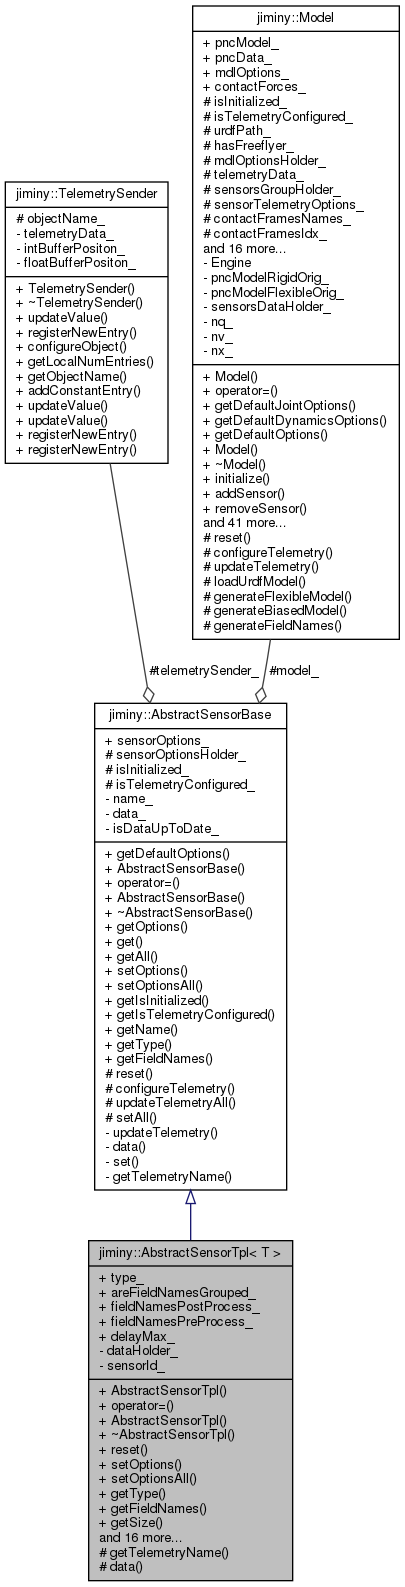 jiminy::Model
+ pncModel_
+ pncData_
+ mdlOptions_
+ contactForces_
# isInitialized_
# isTelemetryConfigured_
# urdfPath_
# hasFreeflyer_
# mdlOptionsHolder_
# telemetryData_
# sensorsGroupHolder_
# sensorTelemetryOptions_
# contactFramesNames_
# contactFramesIdx_
and 16 more...
- Engine
- pncModelRigidOrig_
- pncModelFlexibleOrig_
- sensorsDataHolder_
- nq_
- nv_
- nx_
+ Model()
+ operator=()
+ getDefaultJointOptions()
+ getDefaultDynamicsOptions()
+ getDefaultOptions()
+ Model()
+ ~Model()
+ initialize()
+ addSensor()
+ removeSensor()
and 41 more...
# reset()
# configureTelemetry()
# updateTelemetry()
# loadUrdfModel()
# generateFlexibleModel()
# generateBiasedModel()
# generateFieldNames()
jiminy::TelemetrySender
# objectName_
- telemetryData_
- intBufferPositon_
- floatBufferPositon_
+ TelemetrySender()
+ ~TelemetrySender()
+ updateValue()
+ registerNewEntry()
+ configureObject()
+ getLocalNumEntries()
+ getObjectName()
+ addConstantEntry()
+ updateValue()
+ updateValue()
+ registerNewEntry()
+ registerNewEntry()
#telemetrySender_
#model_
jiminy::AbstractSensorBase
+ sensorOptions_
# sensorOptionsHolder_
# isInitialized_
# isTelemetryConfigured_
- name_
- data_
- isDataUpToDate_
+ getDefaultOptions()
+ AbstractSensorBase()
+ operator=()
+ AbstractSensorBase()
+ ~AbstractSensorBase()
+ getOptions()
+ get()
+ getAll()
+ setOptions()
+ setOptionsAll()
+ getIsInitialized()
+ getIsTelemetryConfigured()
+ getName()
+ getType()
+ getFieldNames()
# reset()
# configureTelemetry()
# updateTelemetryAll()
# setAll()
- updateTelemetry()
- data()
- set()
- getTelemetryName()
jiminy::AbstractSensorTpl< T >
+ type_
+ areFieldNamesGrouped_
+ fieldNamesPostProcess_
+ fieldNamesPreProcess_
+ delayMax_
- dataHolder_
- sensorId_
+ AbstractSensorTpl()
+ operator=()
+ AbstractSensorTpl()
+ ~AbstractSensorTpl()
+ reset()
+ setOptions()
+ setOptionsAll()
+ getType()
+ getFieldNames()
+ getSize()
and 16 more...
# getTelemetryName()
# data()